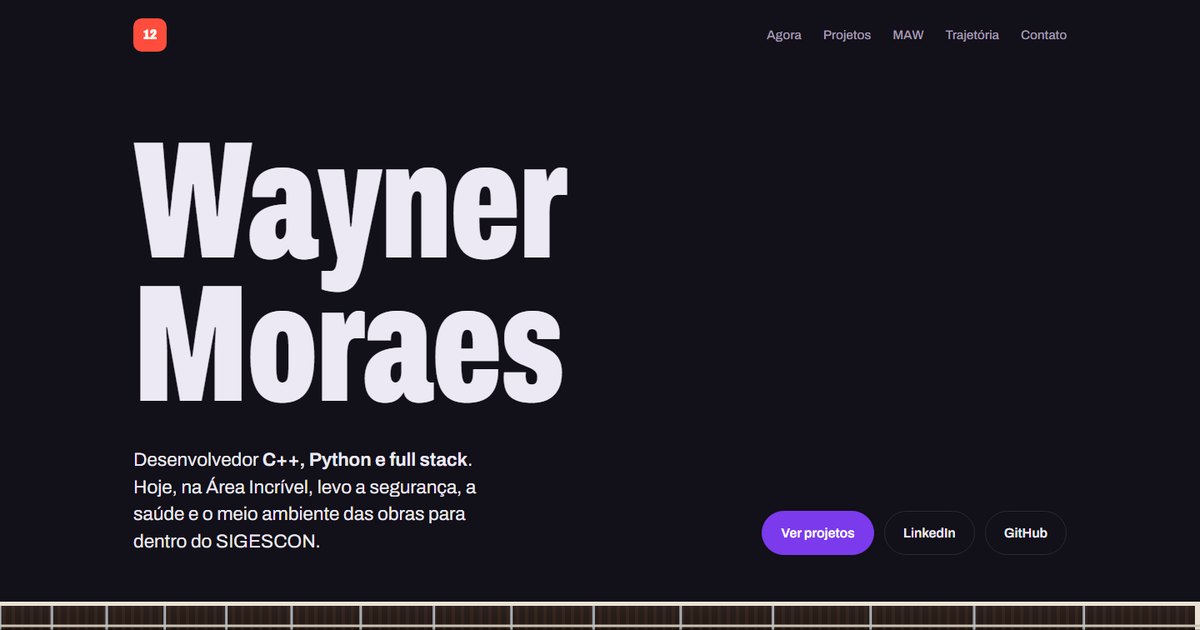 12
Agora Projetos MAW Trajetória Contato
Wayner
Moraes
Desenvolvedor C++, Python e full stack.
Hoje, na Área Incrível, levo a segurança, a
saúde e o meio ambiente das obras para
dentro do SIGESCON.
Ver projetos LinkedIn GitHub